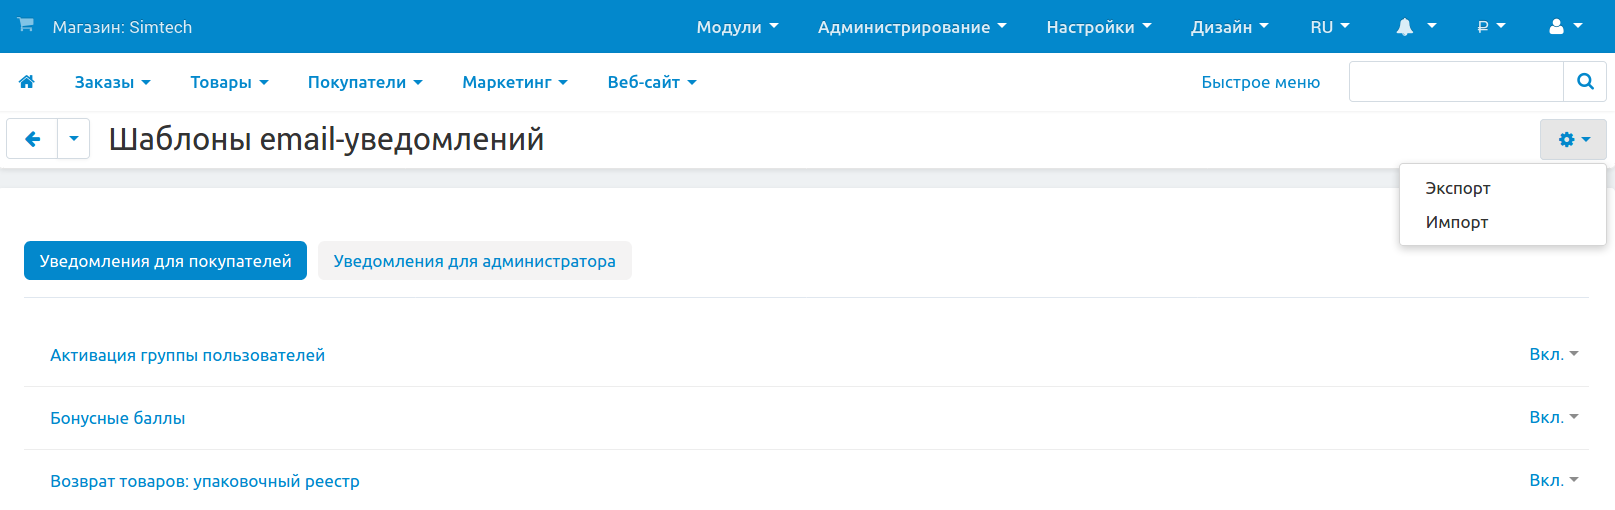 Магазин: Simtech Модули Администрирование Настройки Дизайн RU ₽
Заказы Товары Покупатели Маркетинг Веб-сайт Быстрое меню
Шаблоны email-уведомлений
Экспорт
Импорт
Уведомления для покупателей Уведомления для администратора
Активация группы пользователей Вкл.
Бонусные баллы Вкл.
Возврат товаров: упаковочный реестр Вкл.